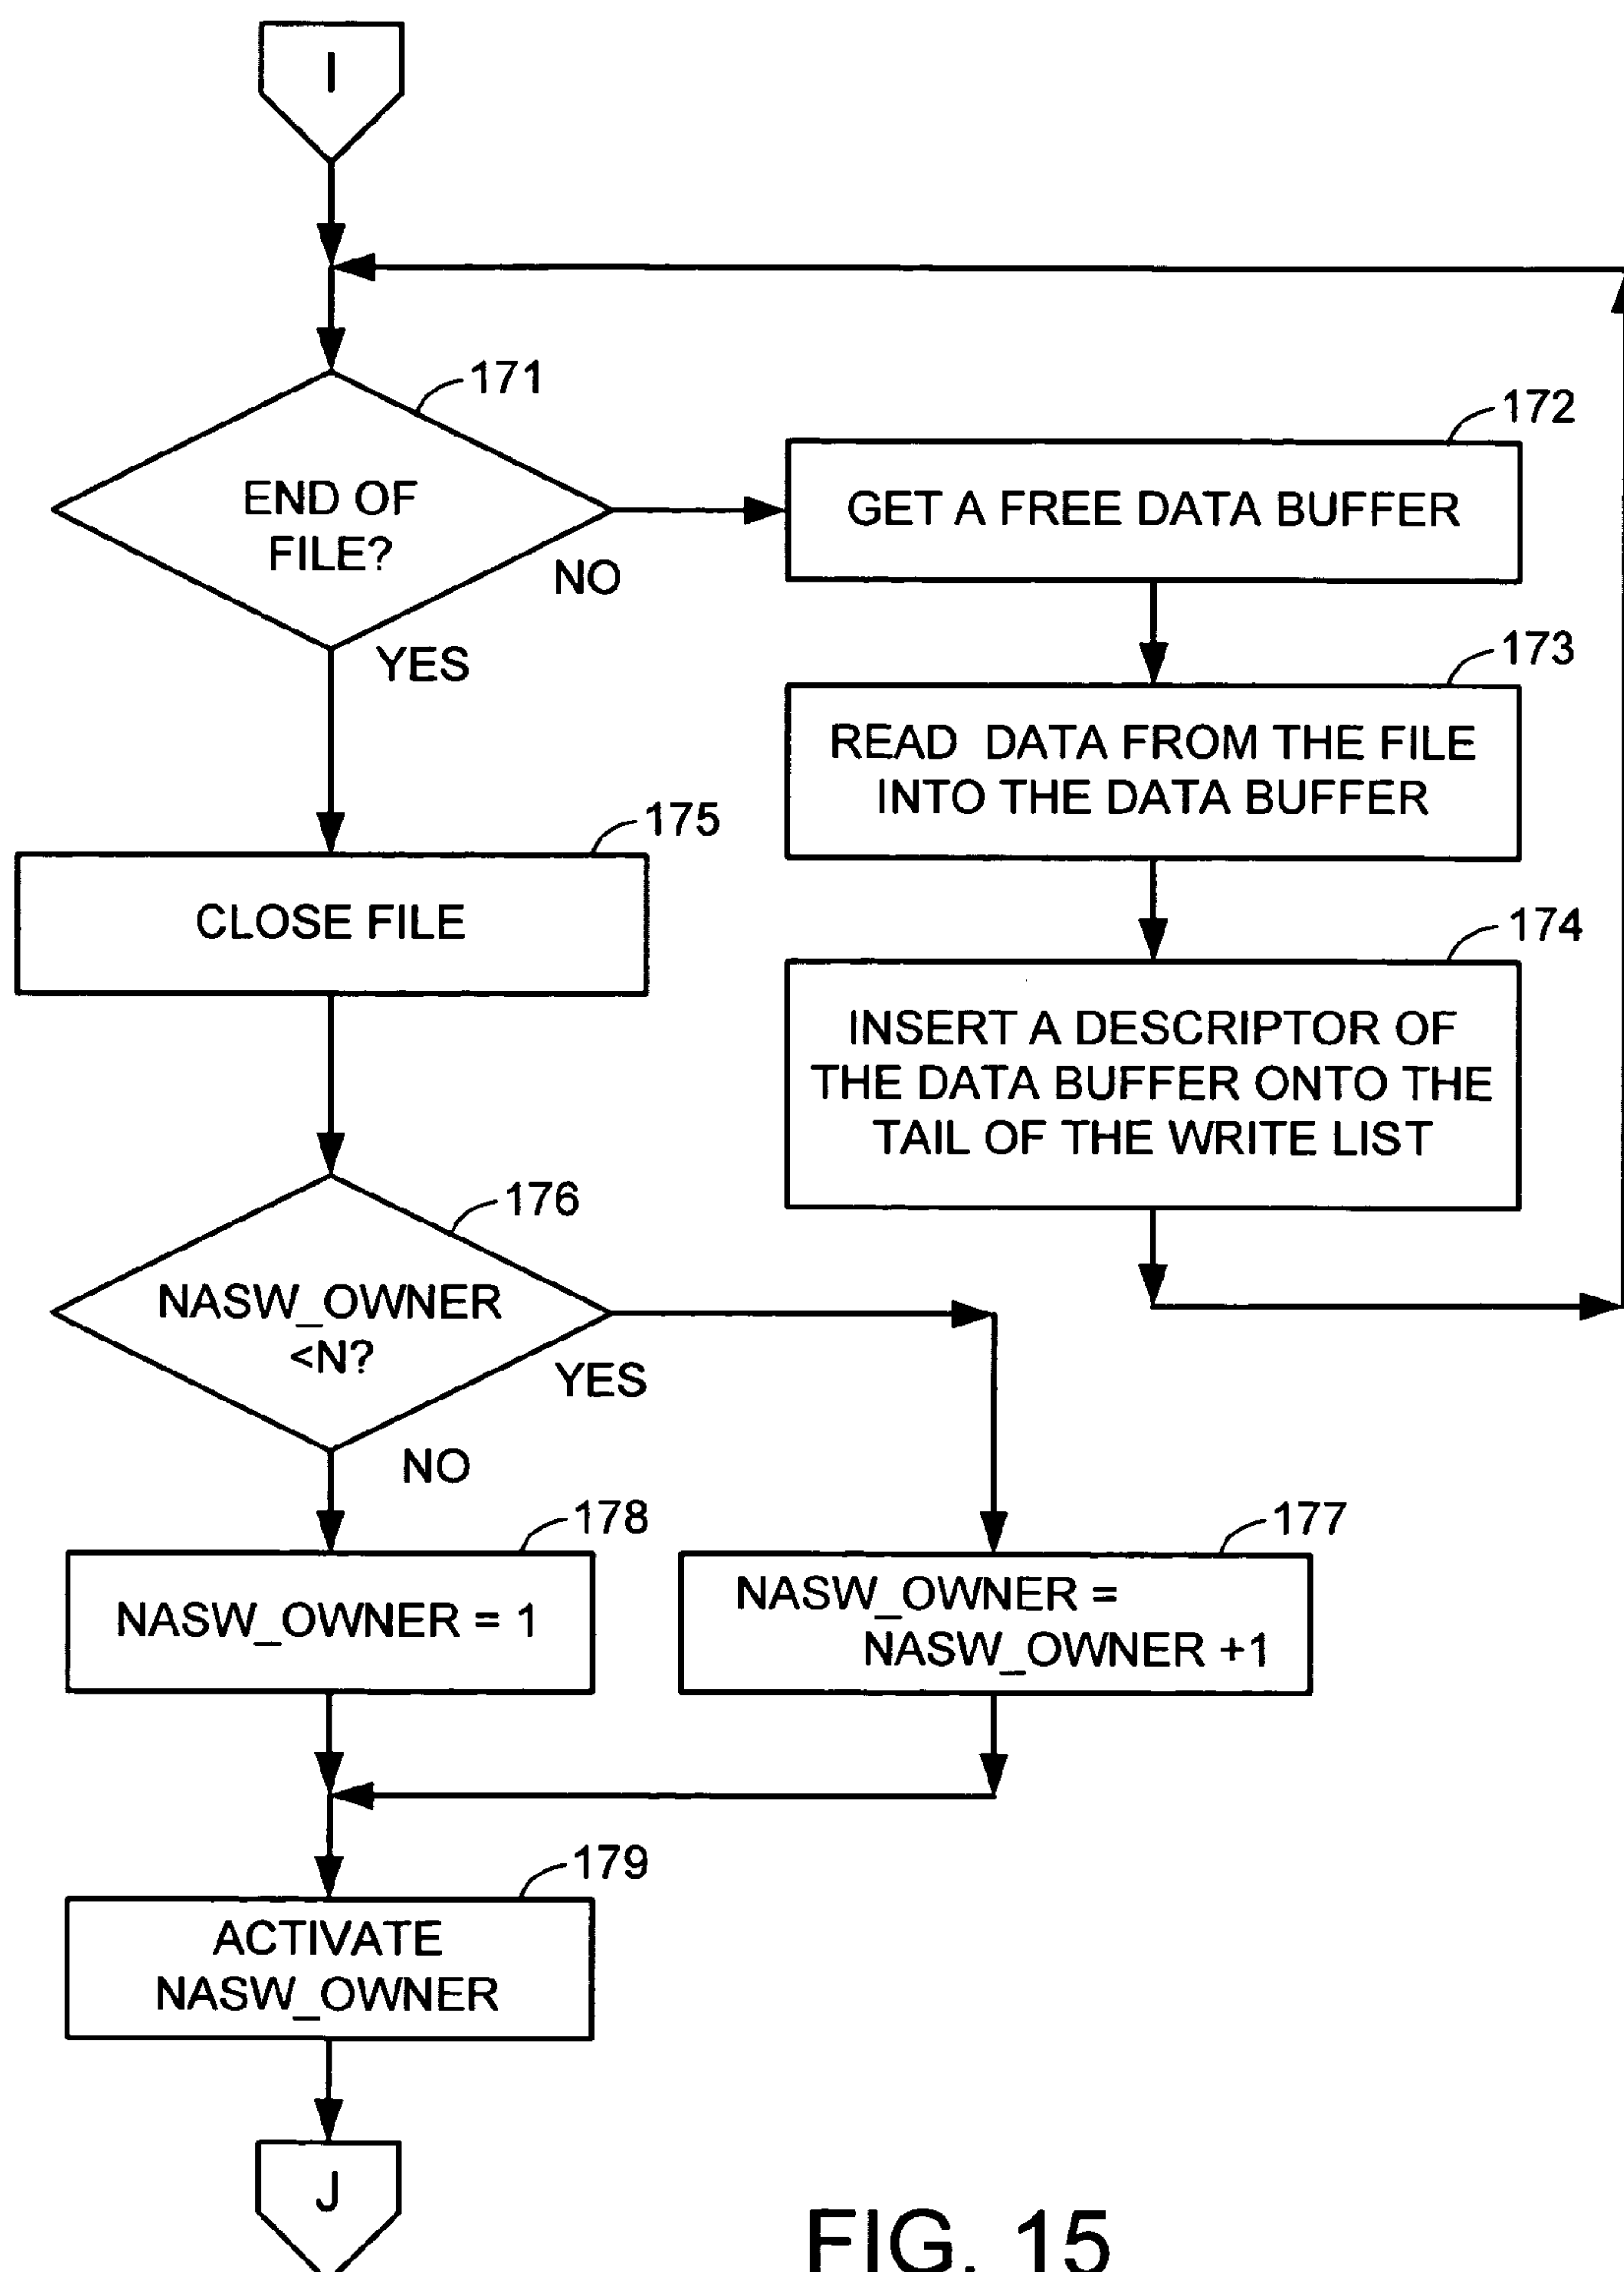 I
171
END OF
FILE?
NO
YES
172
GET A FREE DATA BUFFER
173
READ DATA FROM THE FILE
INTO THE DATA BUFFER
174
INSERT A DESCRIPTOR OF
THE DATA BUFFER ONTO THE
TAIL OF THE WRITE LIST
175
CLOSE FILE
176
NASW_OWNER
<N?
YES
NO
178
NASW_OWNER = 1
177
NASW_OWNER =
NASW_OWNER +1
179
ACTIVATE
NASW_OWNER
J
FIG. 15